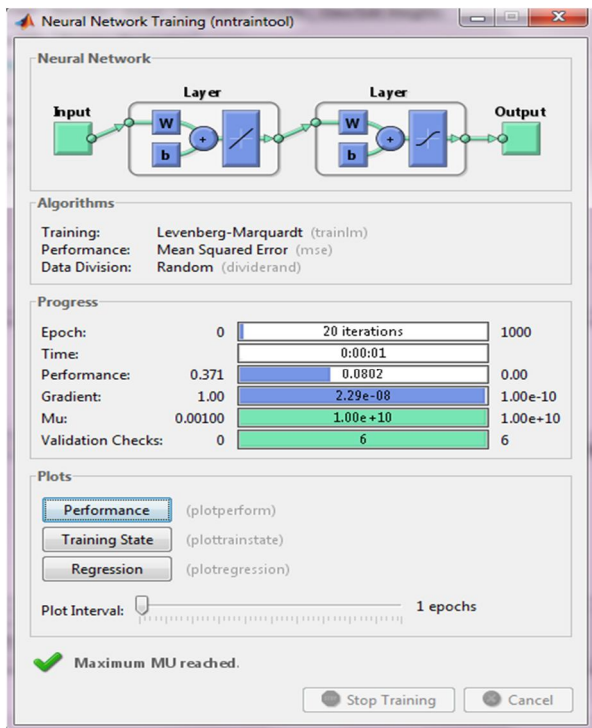 Neural Network Training (nntraintool)
Neural Network
Layer Layer
Input Output
W W
+ +
b b
Algorithms
Training: Levenberg-Marquardt (trainlm)
Performance: Mean Squared Error (mse)
Data Division: Random (dividerand)
Progress
Epoch: 0 20 iterations 1000
Time: 0:00:01
Performance: 0.371 0.0802 0.00
Gradient: 1.00 2.29e-08 1.00e-10
Mu: 0.00100 1.00e+10 1.00e+10
Validation Checks: 0 6 6
Plots
Performance (plotperform)
Training State (plottrainstate)
Regression (plotregression)
Plot Interval: 1 epochs
Maximum MU reached.
Stop Training Cancel